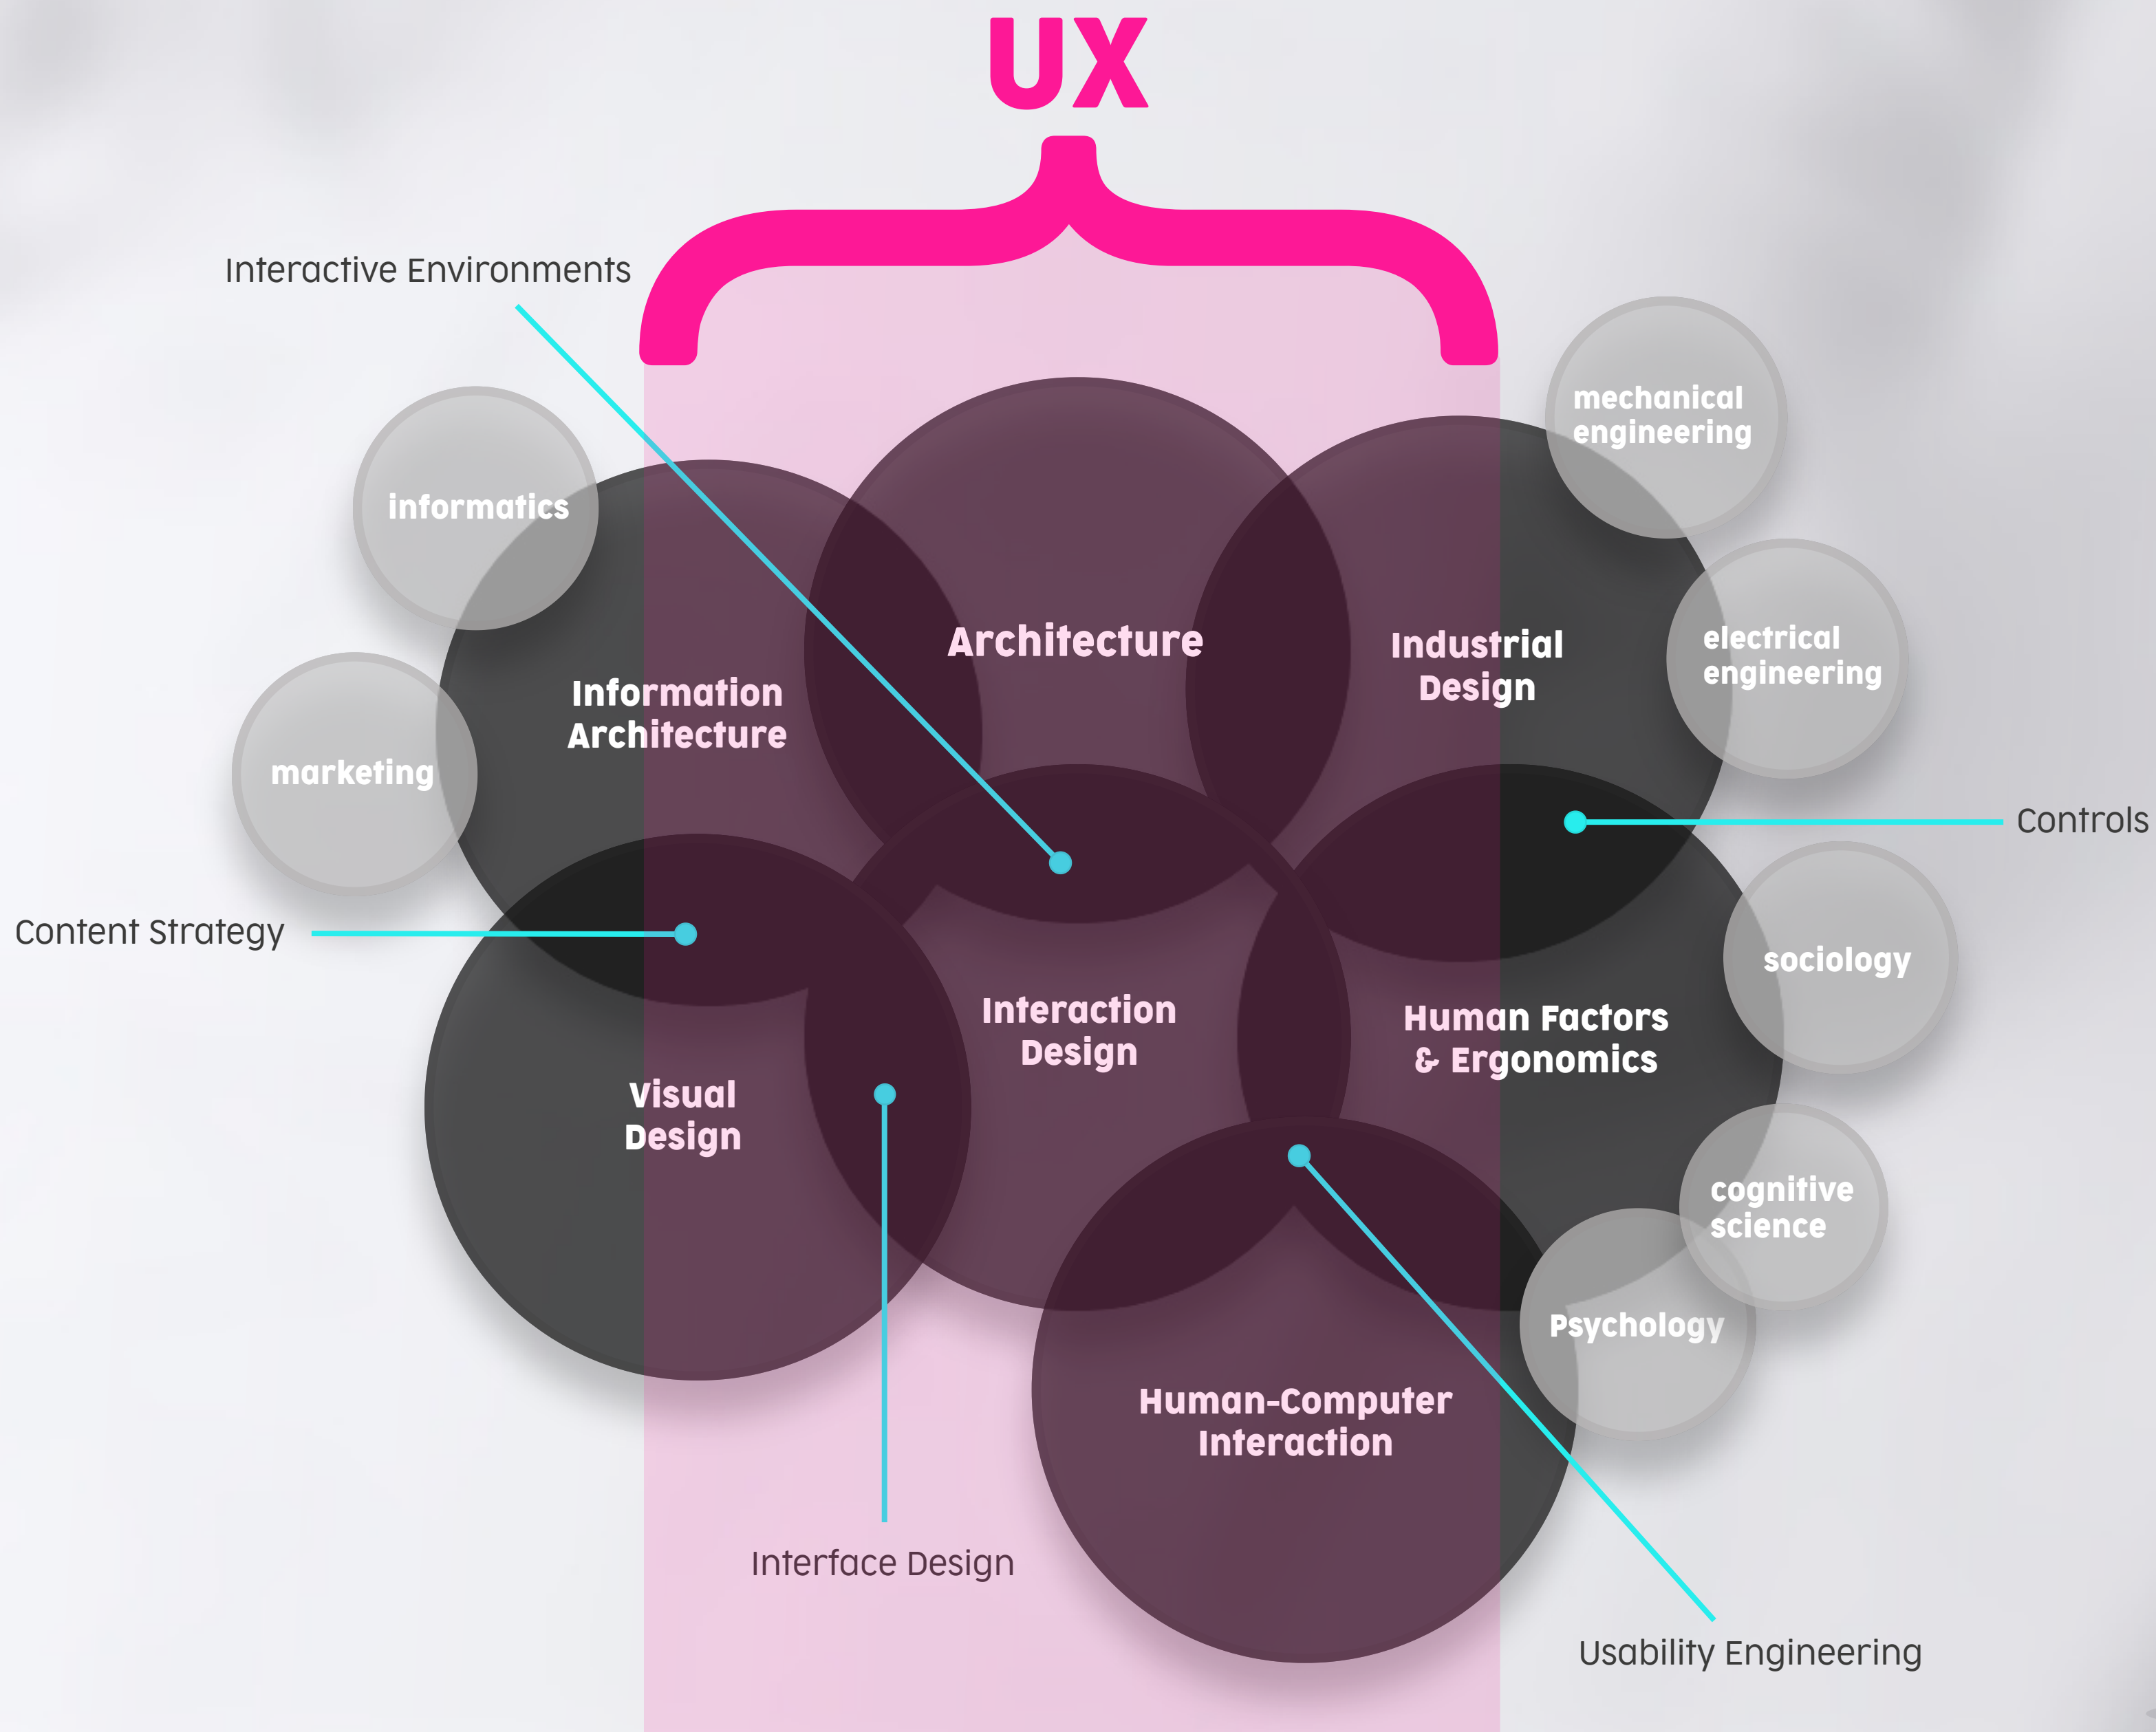 UX
Interactive Environments
mechanical
engineering
informatics
Architecture
Industrial
Design
electrical
engineering
Information
Architecture
marketing
Controls
Content Strategy
sociology
Interaction
Design
Human Factors
& Ergonomics
Visual
Design
cognitive
science
Psychology
Human-Computer
Interaction
Interface Design
Usability Engineering